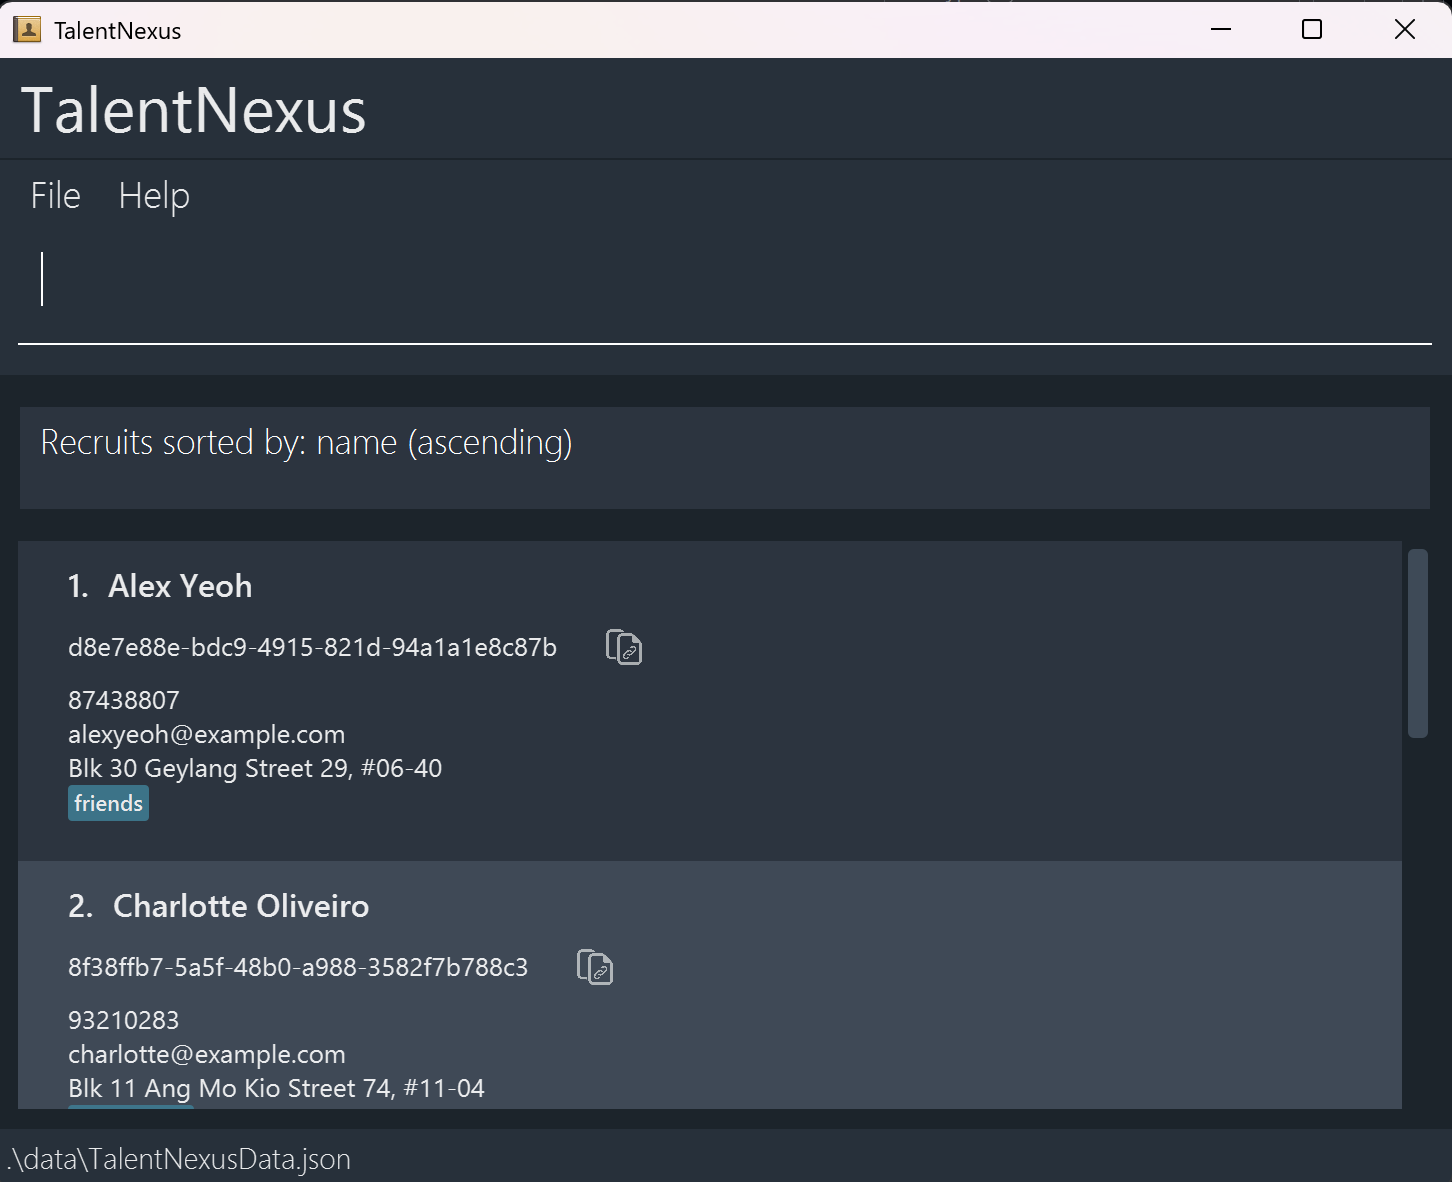 TalentNexus
TalentNexus
File Help
Recruits sorted by: name (ascending)
1. Alex Yeoh
d8e7e88e-bdc9-4915-821d-94a1a1e8c87b
87438807
alexyeoh@example.com
Blk 30 Geylang Street 29, #06-40
friends
2. Charlotte Oliveiro
8f38ffb7-5a5f-48b0-a988-3582f7b788c3
93210283
charlotte@example.com
Blk 11 Ang Mo Kio Street 74, #11-04
.\data\TalentNexusData.json